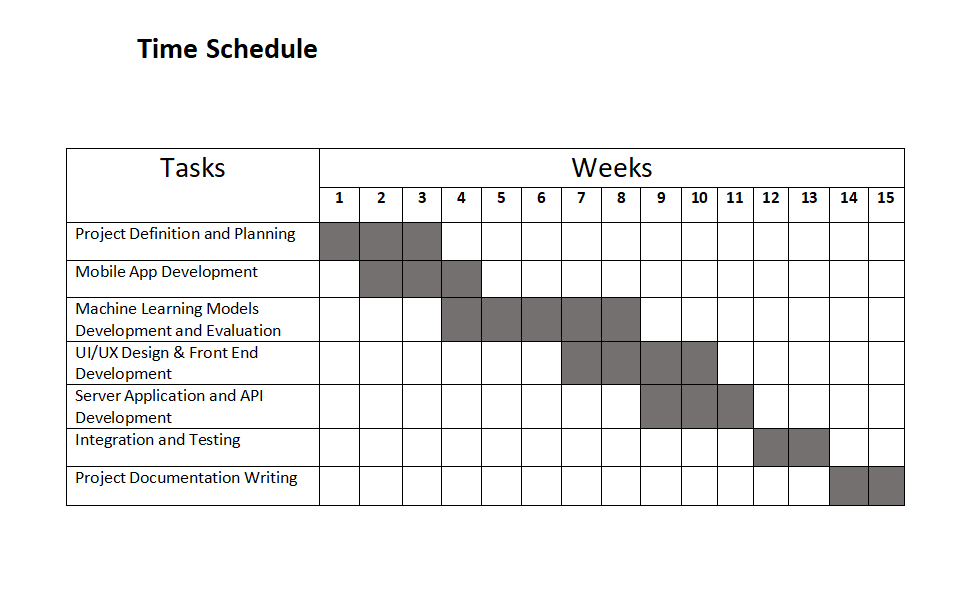 Time Schedule
Tasks
Weeks
1 2 3 4 5 6 7 8 9 10 11 12 13 14 15
Project Definition and Planning
Mobile App Development
Machine Learning Models
Development and Evaluation
UI/UX Design & Front End
Development
Server Application and API
Development
Integration and Testing
Project Documentation Writing